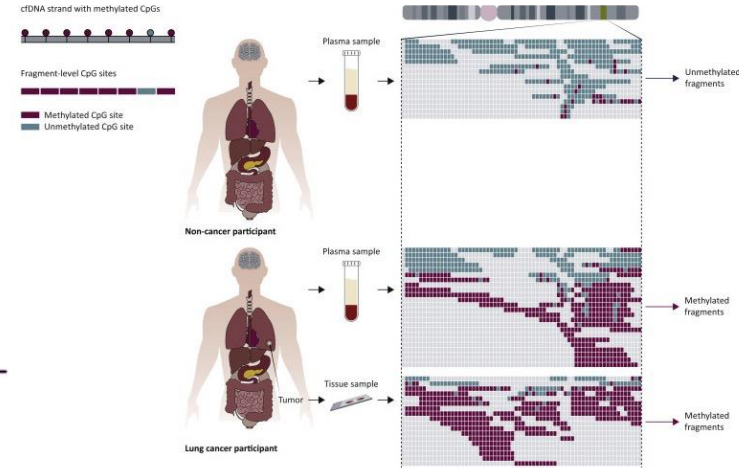 cfDNA strand with methylated CpGs
Fragment-level CpG sites
Methylated CpG site
Unmethylated CpG site
Plasma sample
Unmethylated
fragments
Non-cancer participant
Plasma sample
Methylated
fragments
Tumor
Tissue sample
Methylated
fragments
Lung cancer participant